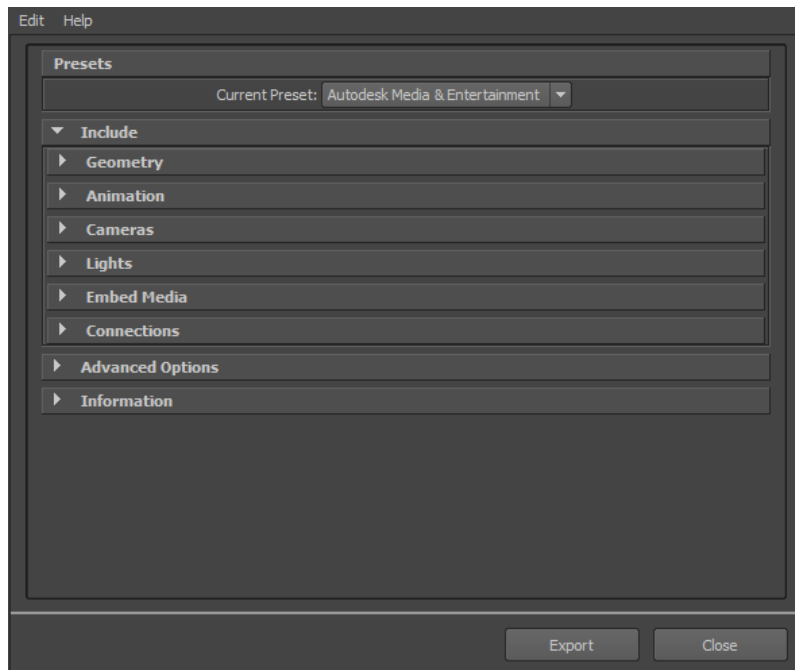 Edit Help
Presets
Current Preset: Autodesk Media & Entertainment
Include
Geometry
Animation
Cameras
Lights
Embed Media
Connections
Advanced Options
Information
Export Close